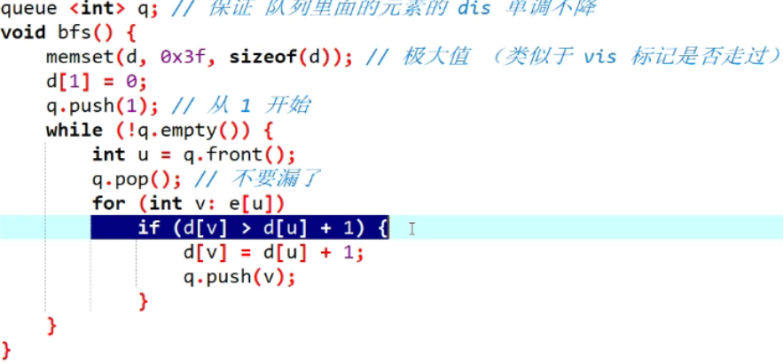 queue <int> q; // 保证 队列里面的元素的 dis 单调不降
void bfs() {
    memset(d, 0x3f, sizeof(d)); // 极大值 （类似于 vis 标记是否走过）
    d[1] = 0;
    q.push(1); // 从 1 开始
    while (!q.empty()) {
        int u = q.front();
        q.pop(); // 不要漏了
        for (int v: e[u])
            if (d[v] > d[u] + 1) {
                d[v] = d[u] + 1;
                q.push(v);
            }
    }
}